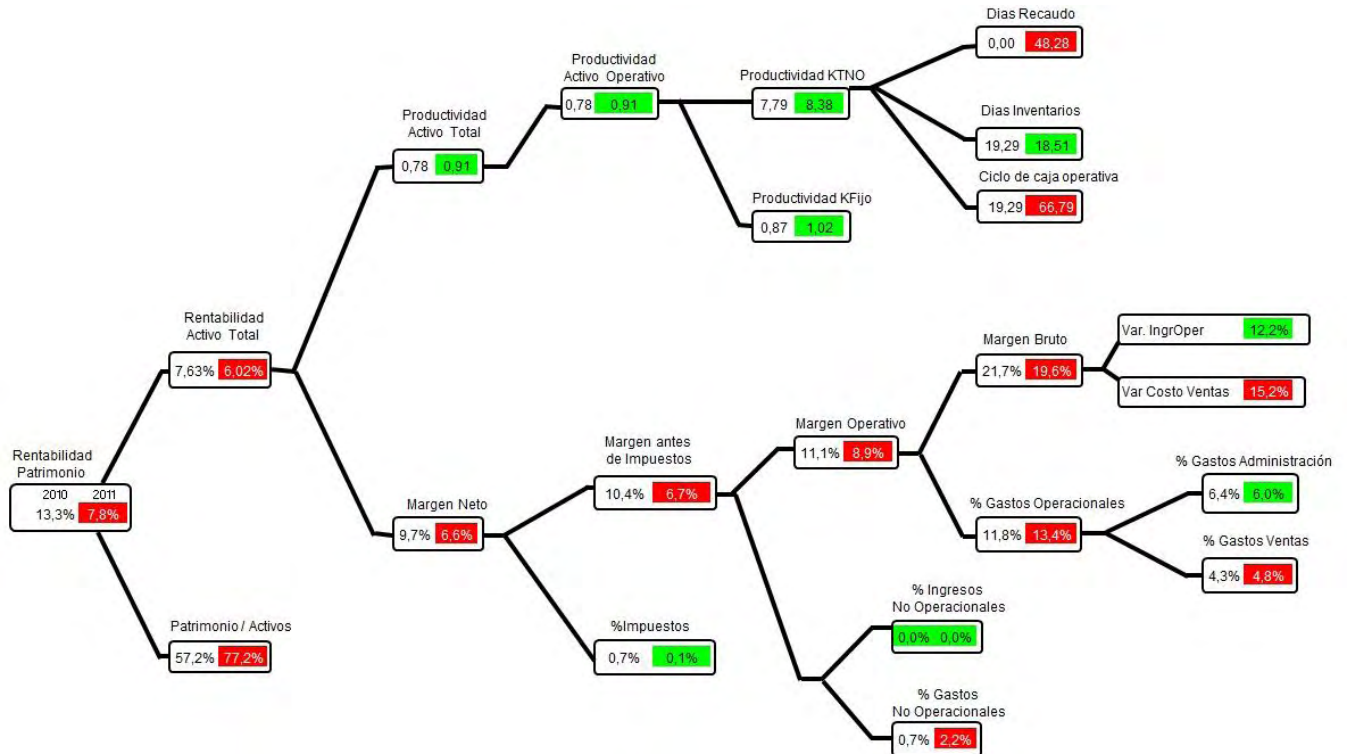 Rentabilidad
Patrimonio
2010 2011
13,3% 7,8%
Rentabilidad
Activo Total
7,63% 6,02%
Patrimonio / Activos
57,2% 77,2%
Productividad
Activo Total
0,78 0,91
Productividad
Activo Operativo
0,78 0,91
Productividad KTNO
7,79 8,38
Productividad KFijo
0,87 1,02
Dias Recaudo
0,00 48,28
Dias Inventarios
19,29 18,51
Ciclo de caja operativa
19,29 66,79
Margen Neto
9,7% 6,6%
Margen antes
de Impuestos
10,4% 6,7%
%Impuestos
0,7% 0,1%
Margen Operativo
11,1% 8,9%
Margen Bruto
21,7% 19,6%
Var. IngrOper 12,2%
Var Costo Ventas 15,2%
% Gastos Operacionales
11,8% 13,4%
% Gastos Administración
6,4% 6,0%
% Gastos Ventas
4,3% 4,8%
% Ingresos
No Operacionales
0,0% 0,0%
% Gastos
No Operacionales
0,7% 2,2%